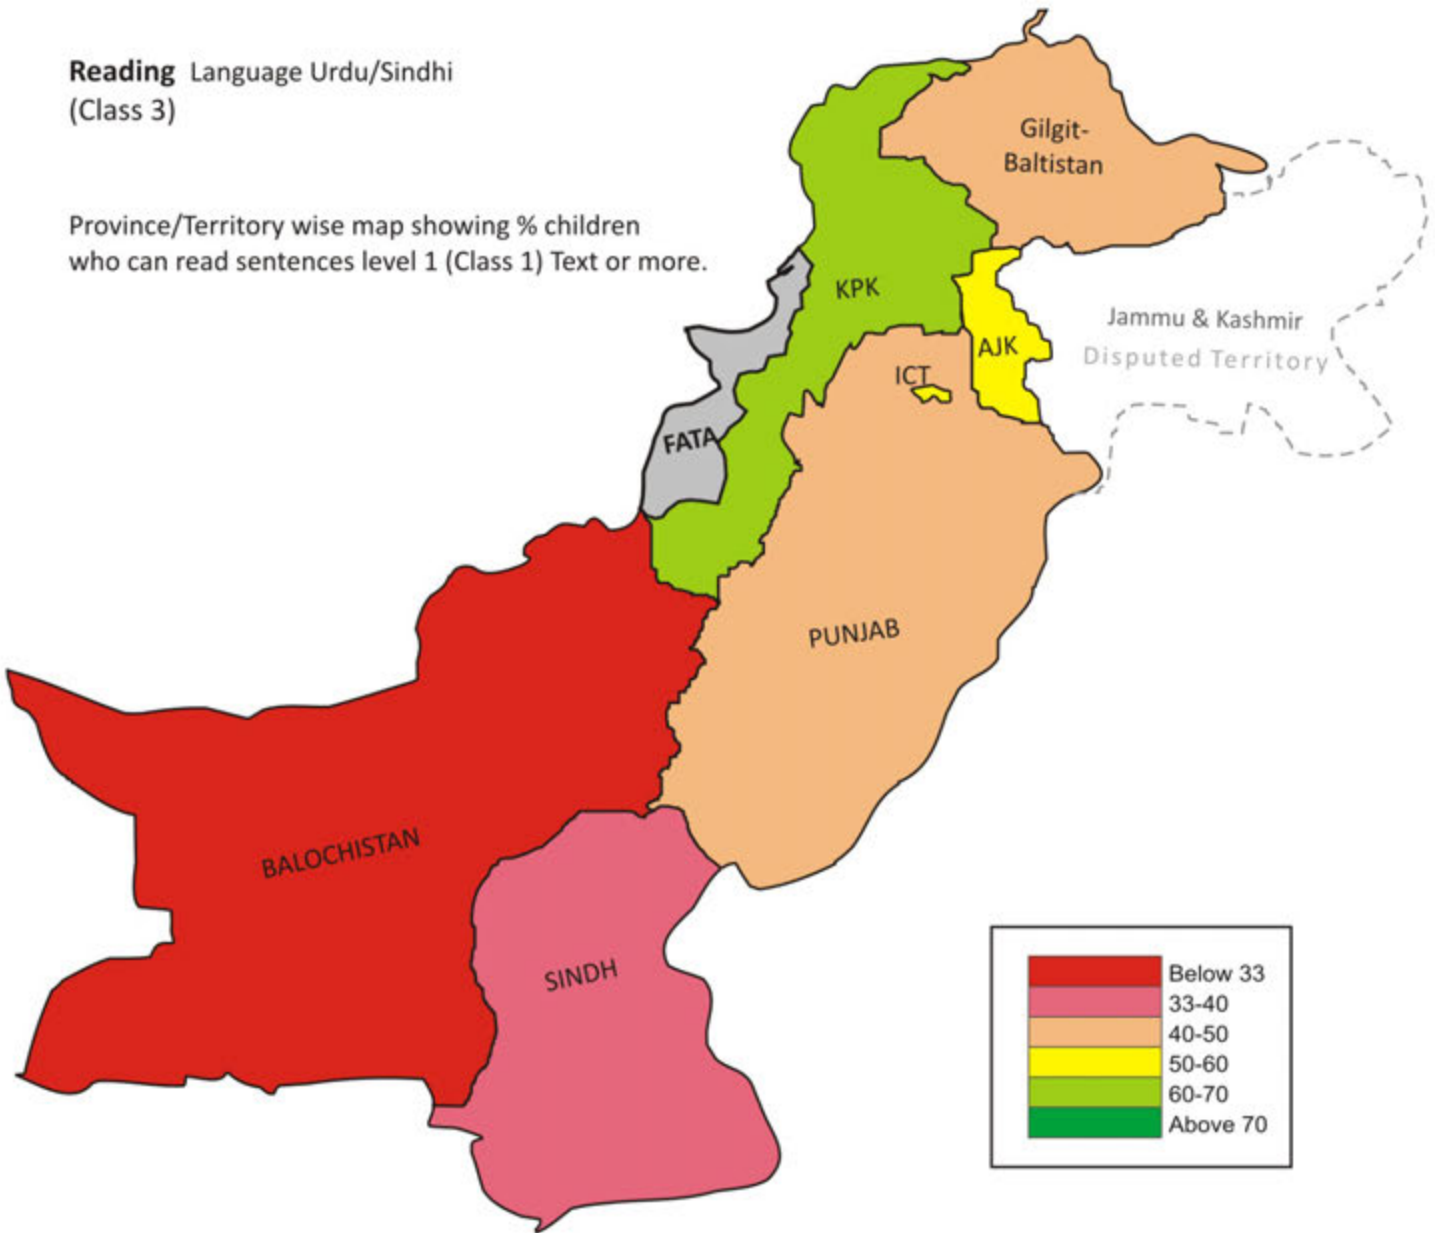 Reading Language Urdu/Sindhi
(Class 3)
Province/Territory wise map showing % children
who can read sentences level 1 (Class 1) Text or more.
Gilgit-
Baltistan
KPK
Jammu & Kashmir
Disputed Territory
AJK
ICT
FATA
PUNJAB
BALOCHISTAN
SINDH
Below 33
33-40
40-50
50-60
60-70
Above 70